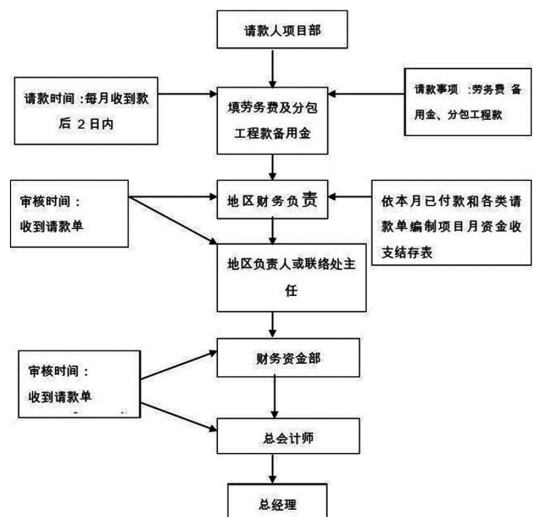 请款人项目部
请款时间:每月收到款
后 2日内
填劳务费及分包
工程款备用金
请款事项 :劳务费 备
用金、分包工程款
审核时间:
收到请款单
地区财务负责
依本月已付款和各类请
款单编制项目月资金收
支结存表
地区负责人或联络处主
任
财务资金部
审核时间:
收到请款单
总会计师
总经理